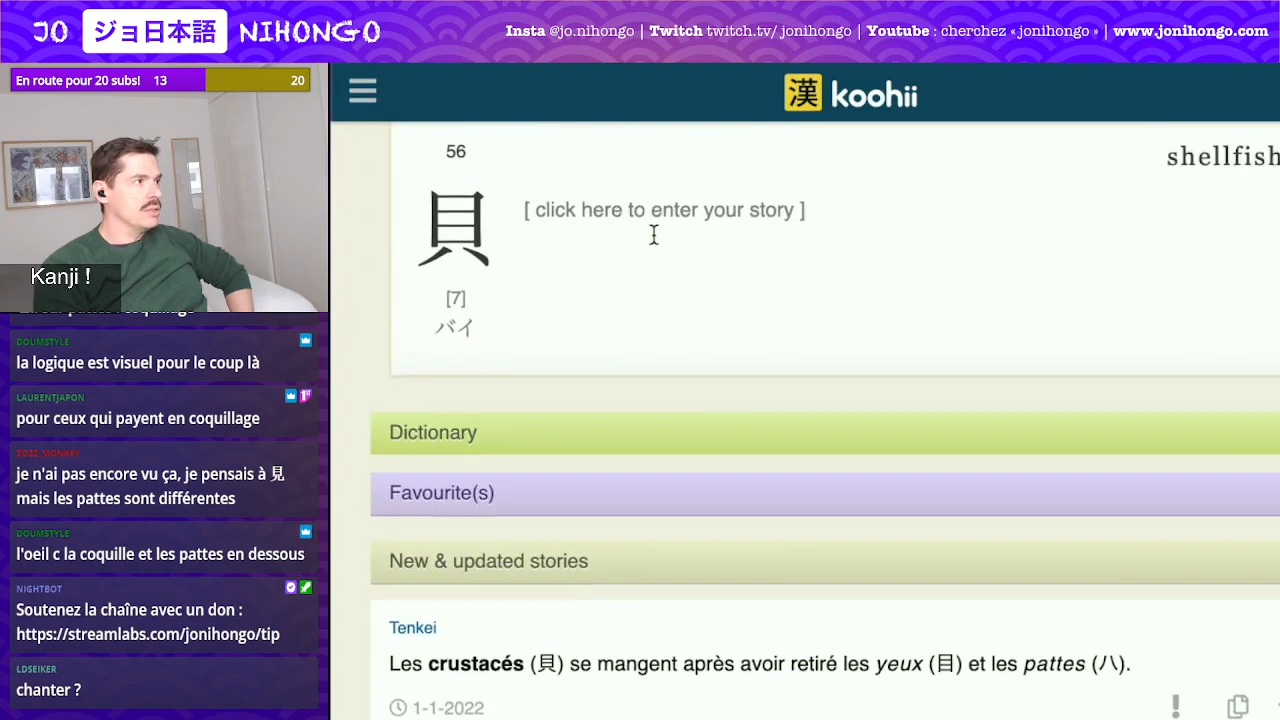 JO ジョ日本語 NIHONGO
Insta @jo.nihongo | Twitch twitch.tv/ jonihongo | Youtube : cherchez « jonihongo » | www.jonihongo.com
En route pour 20 subs! 13 20
漢 koohii
Kanji !
56
shellfish
貝
[ click here to enter your story ]
[7]
バイ
DOUMSTYLE
la logique est visuel pour le coup là
LAURENTJAPON
pour ceux qui payent en coquillage
ZOZZ_MONKEY
je n'ai pas encore vu ça, je pensais à 見
mais les pattes sont différentes
DOUMSTYLE
l'oeil c la coquille et les pattes en dessous
NIGHTBOT
Soutenez la chaîne avec un don :
https://streamlabs.com/jonihongo/tip
LDSEIKER
chanter ?
Dictionary
Favourite(s)
New & updated stories
Tenkei
Les crustacés (貝) se mangent après avoir retiré les yeux (目) et les pattes (ハ).
1-1-2022